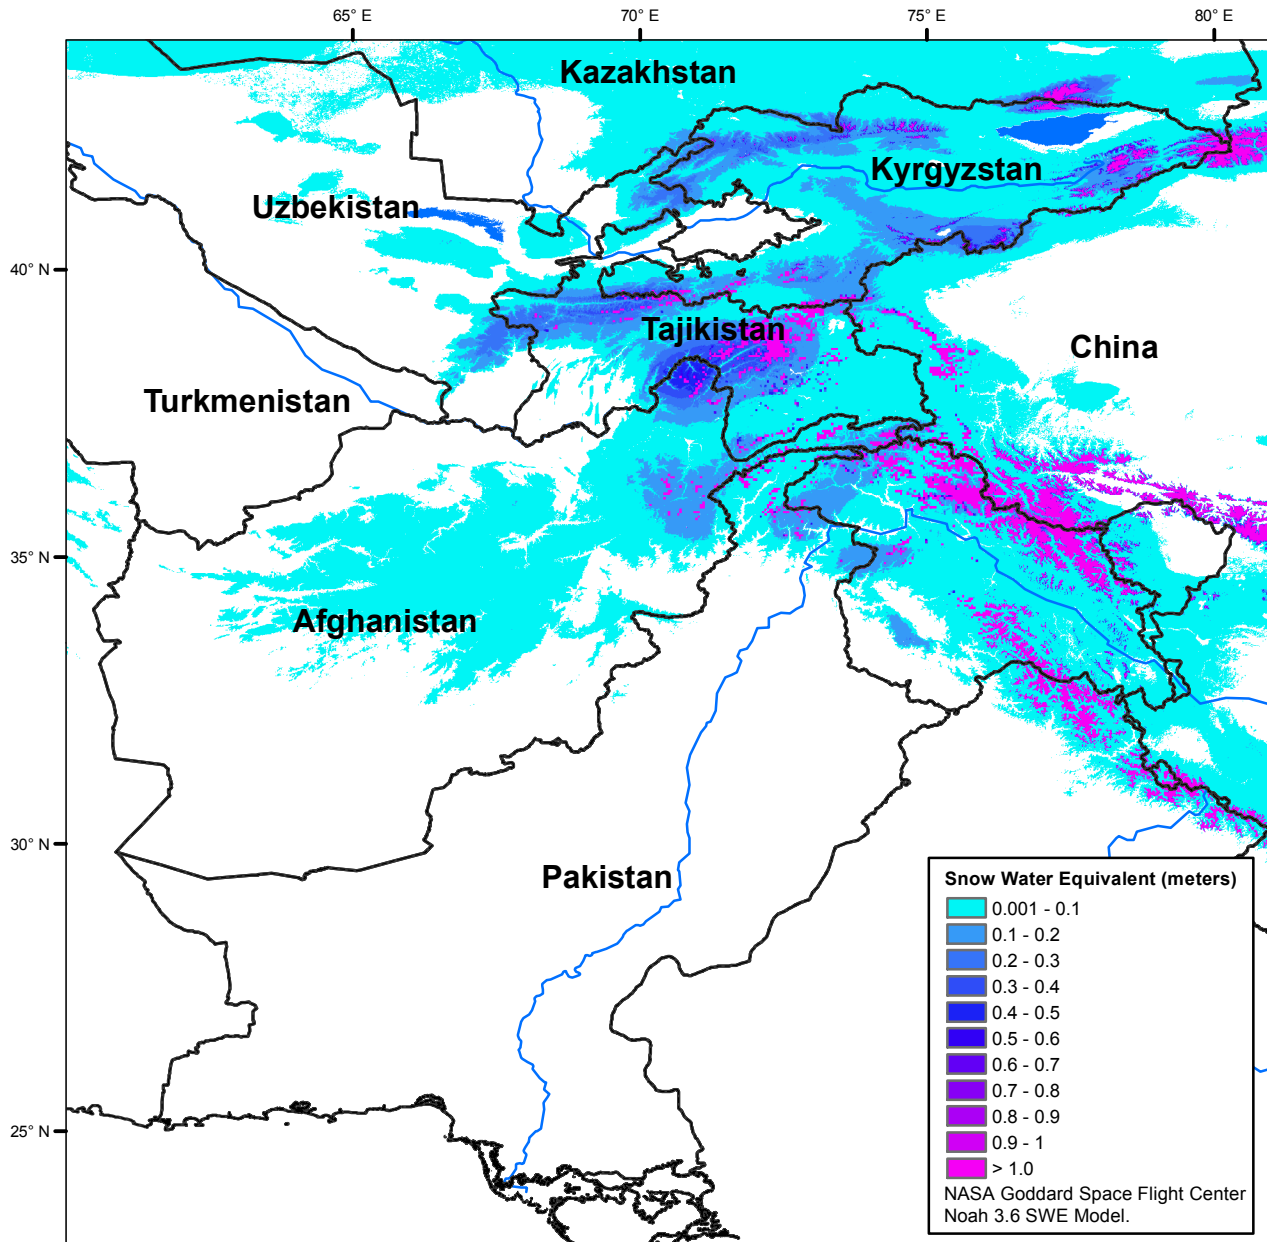 65° E
70° E
75° E
80° E
Kazakhstan
Kyrgyzstan
Uzbekistan
40° N
Tajikistan
China
Turkmenistan
35° N
Afghanistan
30° N
Pakistan
25° N
Snow Water Equivalent (meters)
0.001 - 0.1
0.1 - 0.2
0.2 - 0.3
0.3 - 0.4
0.4 - 0.5
0.5 - 0.6
0.6 - 0.7
0.7 - 0.8
0.8 - 0.9
0.9 - 1
> 1.0
NASA Goddard Space Flight Center
Noah 3.6 SWE Model.